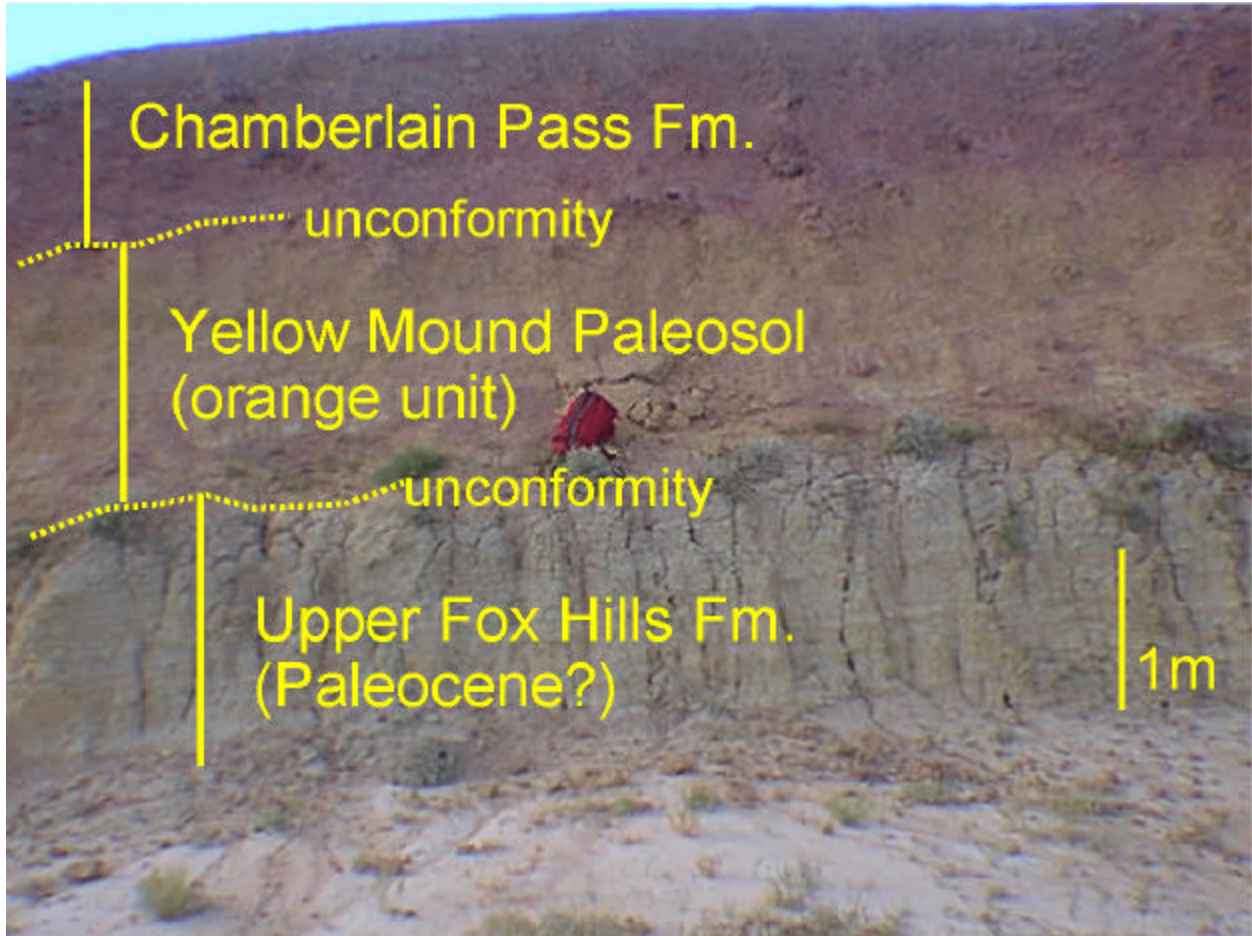 Chamberlain Pass Fm.
unconformity
Yellow Mound Paleosol
(orange unit)
unconformity
Upper Fox Hills Fm.
(Paleocene?)
1m